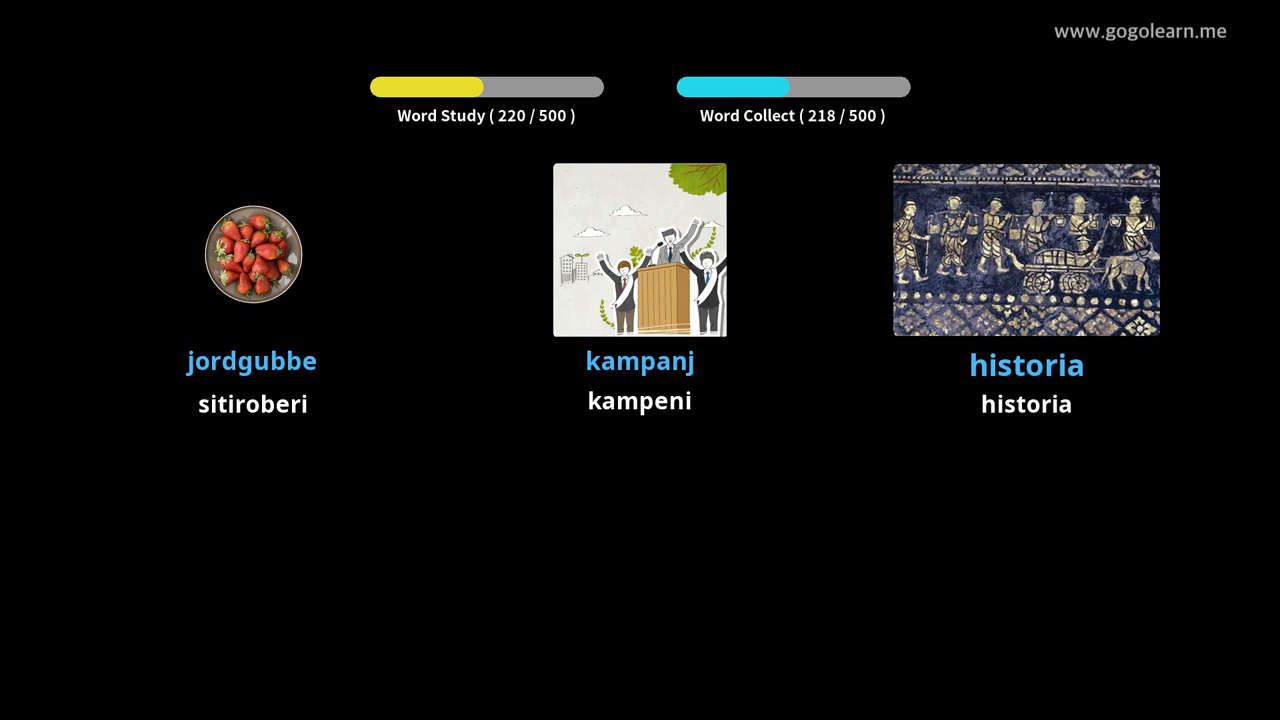 www.gogolearn.me
Word Study ( 220 / 500 )
Word Collect ( 218 / 500 )
jordgubbe
kampanj
historia
sitiroberi
kampeni
historia